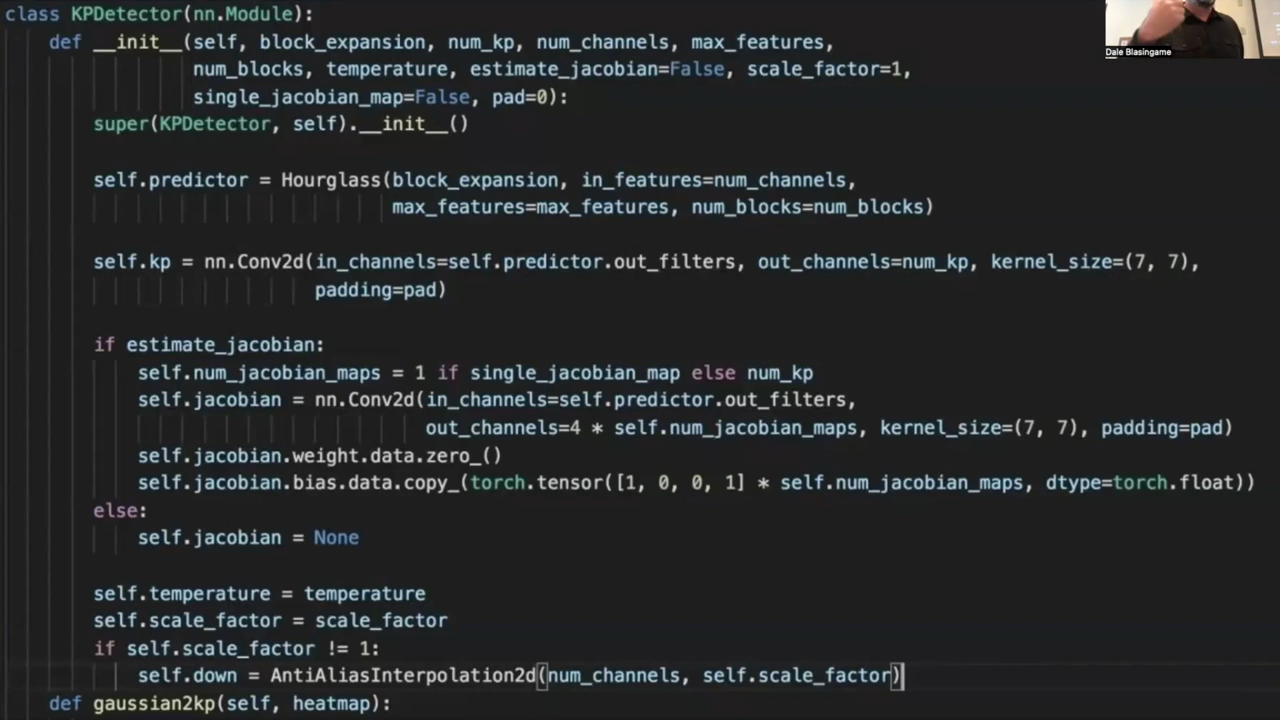 class KPDetector(nn.Module):
def __init__(self, block_expansion, num_kp, num_channels, max_features,
num_blocks, temperature, estimate_jacobian=False, scale_factor=1,
single_jacobian_map=False, pad=0):
super(KPDetector, self).__init__()
self.predictor = Hourglass(block_expansion, in_features=num_channels,
max_features=max_features, num_blocks=num_blocks)
self.kp = nn.Conv2d(in_channels=self.predictor.out_filters, out_channels=num_kp, kernel_size=(7, 7),
padding=pad)
if estimate_jacobian:
self.num_jacobian_maps = 1 if single_jacobian_map else num_kp
self.jacobian = nn.Conv2d(in_channels=self.predictor.out_filters,
out_channels=4 * self.num_jacobian_maps, kernel_size=(7, 7), padding=pad)
self.jacobian.weight.data.zero_()
self.jacobian.bias.data.copy_(torch.tensor([1, 0, 0, 1] * self.num_jacobian_maps, dtype=torch.float))
else:
self.jacobian = None
self.temperature = temperature
self.scale_factor = scale_factor
if self.scale_factor != 1:
self.down = AntiAliasInterpolation2d(num_channels, self.scale_factor)
def gaussian2kp(self, heatmap):
Dale Blasingame